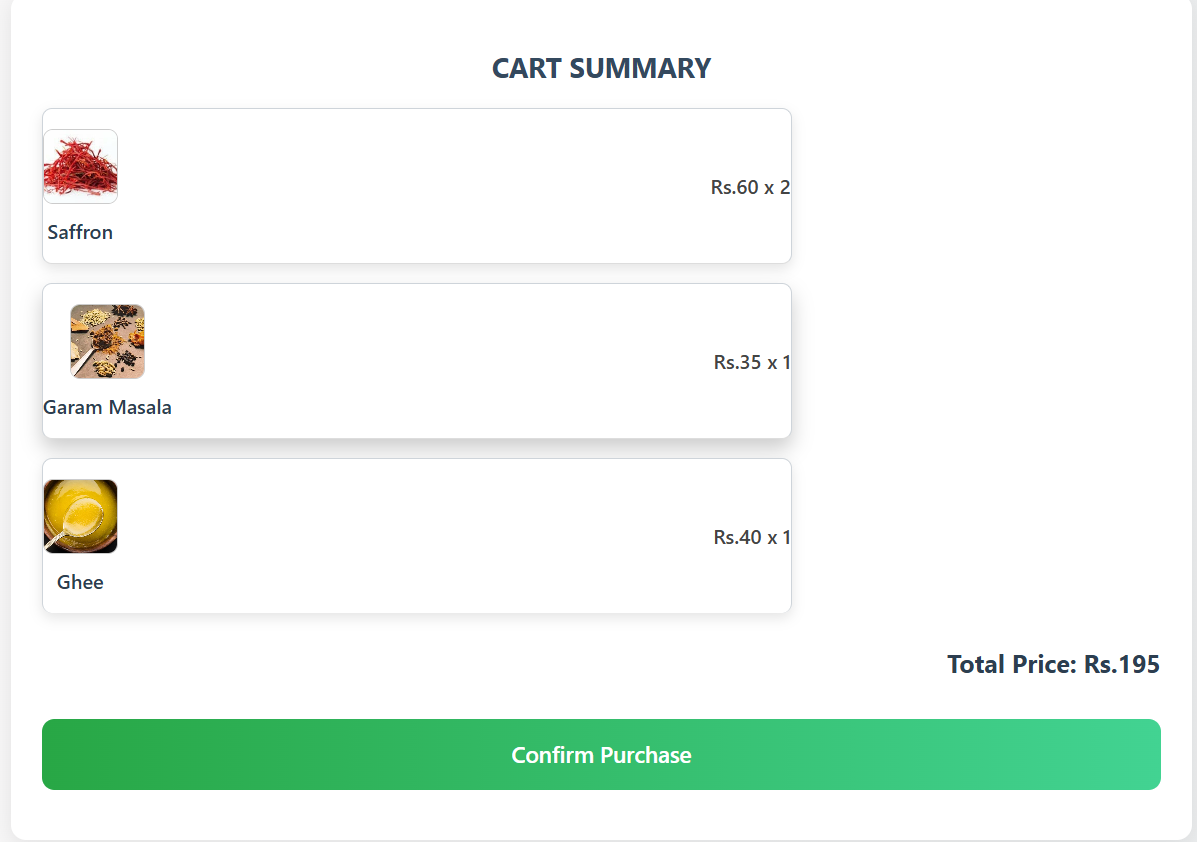 CART SUMMARY
Rs.60 x 2
Saffron
Rs.35 x 1
Garam Masala
Rs.40 x 1
Ghee
Total Price: Rs.195
Confirm Purchase